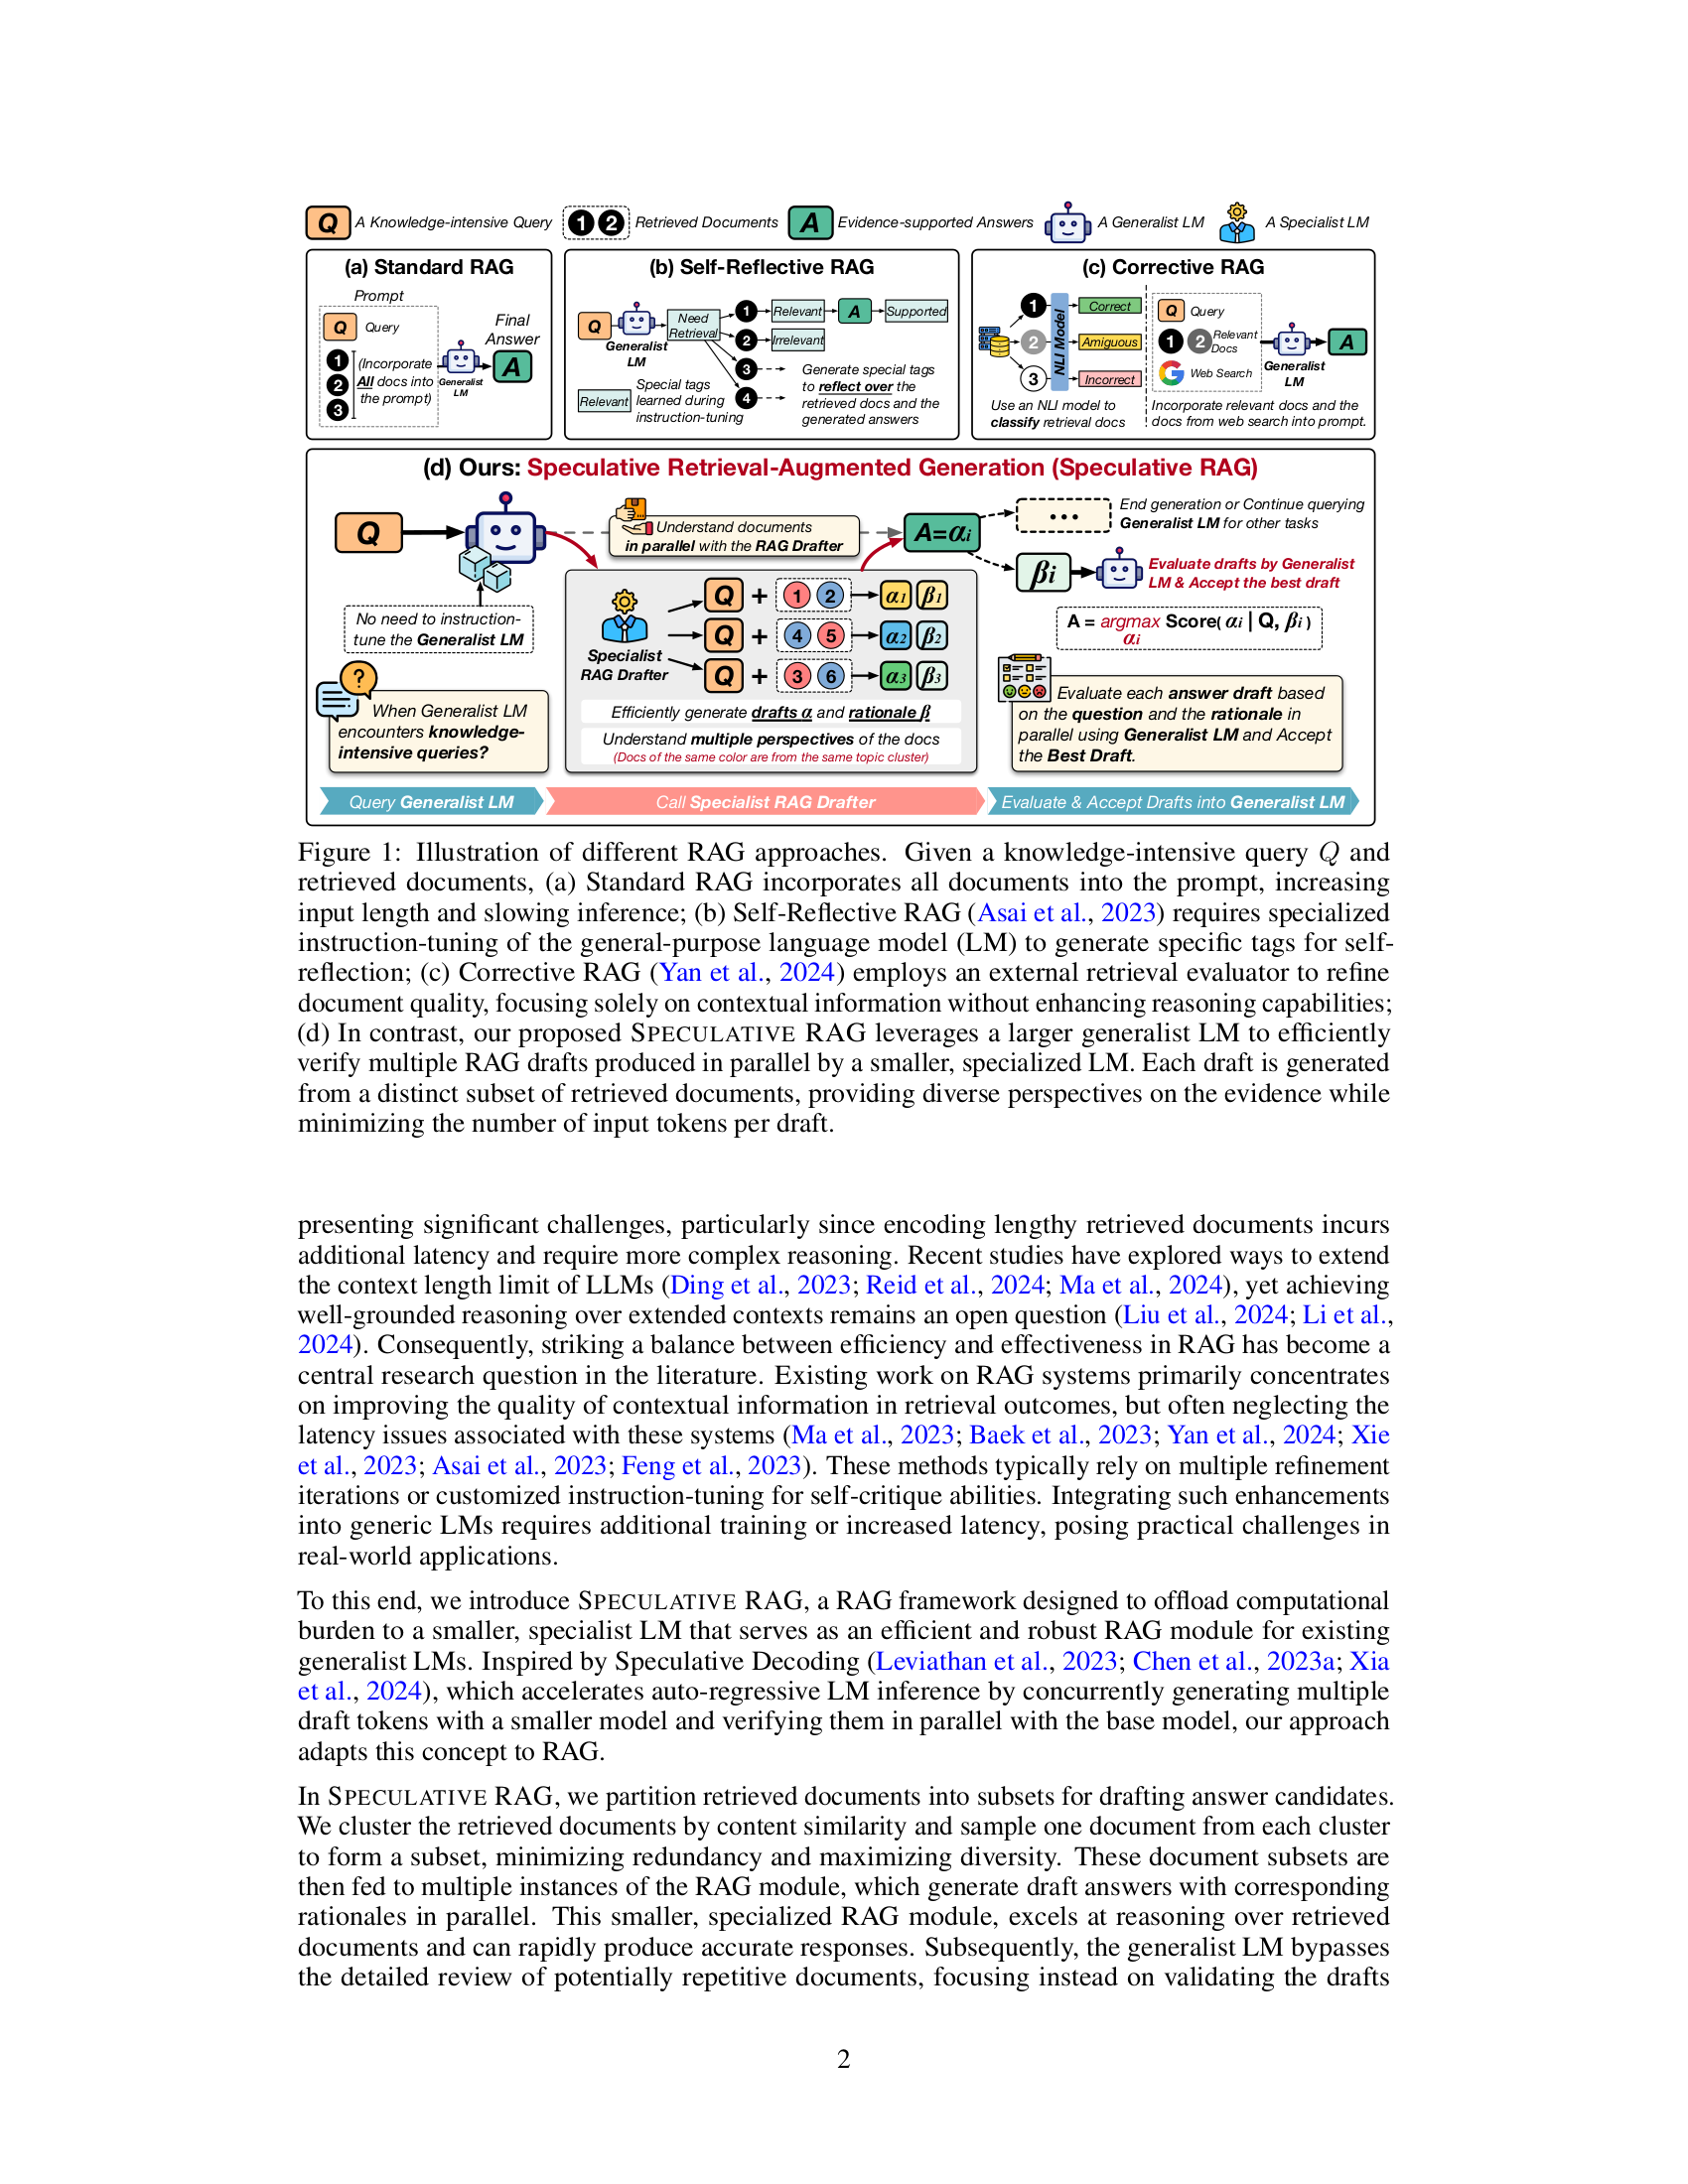 Q A Knowledge-intensive Query 1 2 Retrieved Documents A Evidence-supported Answers A Generalist LM A Specialist LM
(a) Standard RAG
Prompt
Q Query
1
2
3
(Incorporate
All docs into
the prompt)
Generalist
LM
Final
Answer
A
(b) Self-Reflective RAG
Q
Generalist
LM
Need
Retrieval
1 Relevant A Supported
2 Irrelevant
3
4
Relevant
Special tags
learned during
instruction-tuning
Generate special tags
to reflect over the
retrieved docs and the
generated answers
(c) Corrective RAG
1
2
3
NLI Model
Correct
Amiguous
Incorrect
Use an NLI model to
classify retrieval docs
Q Query
1 2 Relevant
Docs
G Web Search
Generalist
LM
A
Incorporate relevant docs and the
docs from web search into prompt.
(d) Ours: Speculative Retrieval-Augmented Generation (Speculative RAG)
Q
No need to instruction-
tune the Generalist LM
?
When Generalist LM
encounters knowledge-
intensive queries?
Understand documents
in parallel with the RAG Drafter
Specialist
RAG Drafter
Q + 1 2 α1 β1
Q + 4 5 α2 β2
Q + 3 6 α3 β3
Efficiently generate drafts α and rationale β
Understand multiple perspectives of the docs
(Docs of the same color are from the same topic cluster)
A=αi
...
End generation or Continue querying
Generalist LM for other tasks
βi
Evaluate drafts by Generalist
LM & Accept the best draft
A = argmax Score( αi | Q, βi )
αi
Evaluate each answer draft based
on the question and the rationale in
parallel using Generalist LM and Accept
the Best Draft.
Query Generalist LM
Call Specialist RAG Drafter
Evaluate & Accept Drafts into Generalist LM
Figure 1: Illustration of different RAG approaches. Given a knowledge-intensive query Q and
retrieved documents, (a) Standard RAG incorporates all documents into the prompt, increasing
input length and slowing inference; (b) Self-Reflective RAG (Asai et al., 2023) requires specialized
instruction-tuning of the general-purpose language model (LM) to generate specific tags for self-
reflection; (c) Corrective RAG (Yan et al., 2024) employs an external retrieval evaluator to refine
document quality, focusing solely on contextual information without enhancing reasoning capabilities;
(d) In contrast, our proposed SPECULATIVE RAG leverages a larger generalist LM to efficiently
verify multiple RAG drafts produced in parallel by a smaller, specialized LM. Each draft is generated
from a distinct subset of retrieved documents, providing diverse perspectives on the evidence while
minimizing the number of input tokens per draft.
presenting significant challenges, particularly since encoding lengthy retrieved documents incurs
additional latency and require more complex reasoning. Recent studies have explored ways to extend
the context length limit of LLMs (Ding et al., 2023; Reid et al., 2024; Ma et al., 2024), yet achieving
well-grounded reasoning over extended contexts remains an open question (Liu et al., 2024; Li et al.,
2024). Consequently, striking a balance between efficiency and effectiveness in RAG has become a
central research question in the literature. Existing work on RAG systems primarily concentrates
on improving the quality of contextual information in retrieval outcomes, but often neglecting the
latency issues associated with these systems (Ma et al., 2023; Baek et al., 2023; Yan et al., 2024; Xie
et al., 2023; Asai et al., 2023; Feng et al., 2023). These methods typically rely on multiple refinement
iterations or customized instruction-tuning for self-critique abilities. Integrating such enhancements
into generic LMs requires additional training or increased latency, posing practical challenges in
real-world applications.
To this end, we introduce SPECULATIVE RAG, a RAG framework designed to offload computational
burden to a smaller, specialist LM that serves as an efficient and robust RAG module for existing
generalist LMs. Inspired by Speculative Decoding (Leviathan et al., 2023; Chen et al., 2023a; Xia
et al., 2024), which accelerates auto-regressive LM inference by concurrently generating multiple
draft tokens with a smaller model and verifying them in parallel with the base model, our approach
adapts this concept to RAG.
In SPECULATIVE RAG, we partition retrieved documents into subsets for drafting answer candidates.
We cluster the retrieved documents by content similarity and sample one document from each cluster
to form a subset, minimizing redundancy and maximizing diversity. These document subsets are
then fed to multiple instances of the RAG module, which generate draft answers with corresponding
rationales in parallel. This smaller, specialized RAG module, excels at reasoning over retrieved
documents and can rapidly produce accurate responses. Subsequently, the generalist LM bypasses
the detailed review of potentially repetitive documents, focusing instead on validating the drafts
2